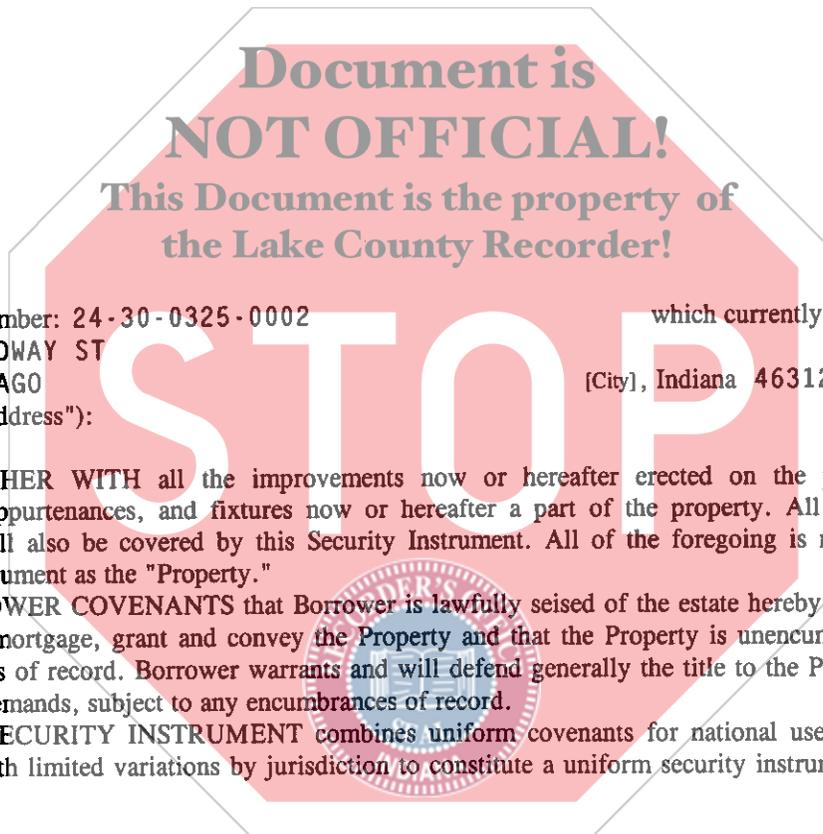 Document is
NOT OFFICIAL!
This Document is the property of
the Lake County Recorder!
STOP
mber: 24-30-0325-0002 which currently
OWAY ST
AGO [City], Indiana 46312
ddress"):
HER WITH all the improvements now or hereafter erected on the
ppurtenances, and fixtures now or hereafter a part of the property. All
ll also be covered by this Security Instrument. All of the foregoing is
ument as the "Property."
OWER COVENANTS that Borrower is lawfully seised of the estate hereby
mortgage, grant and convey the Property and that the Property is unencum
s of record. Borrower warrants and will defend generally the title to the P
emands, subject to any encumbrances of record.
ECURITY INSTRUMENT combines uniform covenants for national use
th limited variations by jurisdiction to constitute a uniform security instru
SEAL